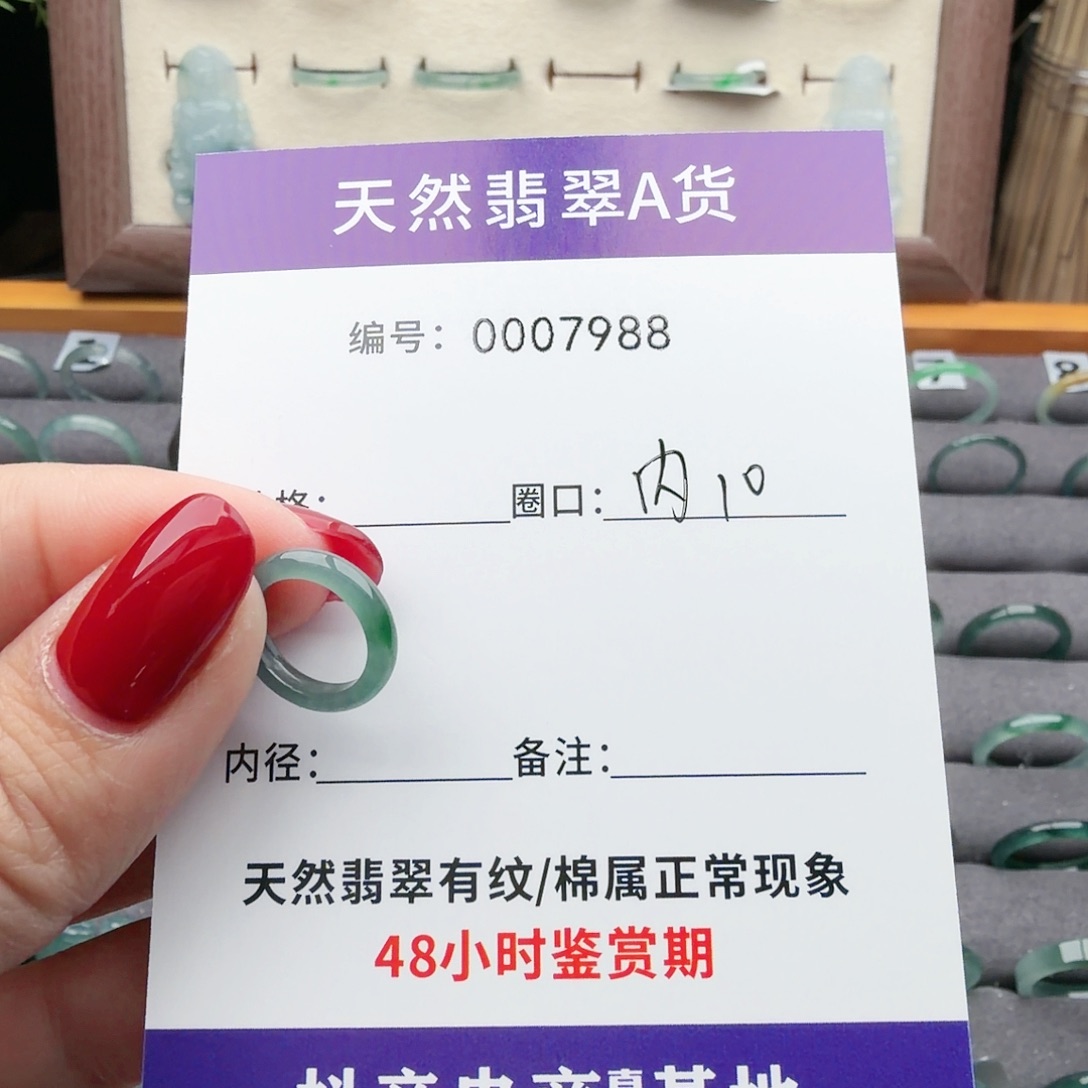 天然翡翠A货
编号：0007988
格： 圈口：内10
内径： 备注：
天然翡翠有纹/棉属正常现象
48小时鉴赏期